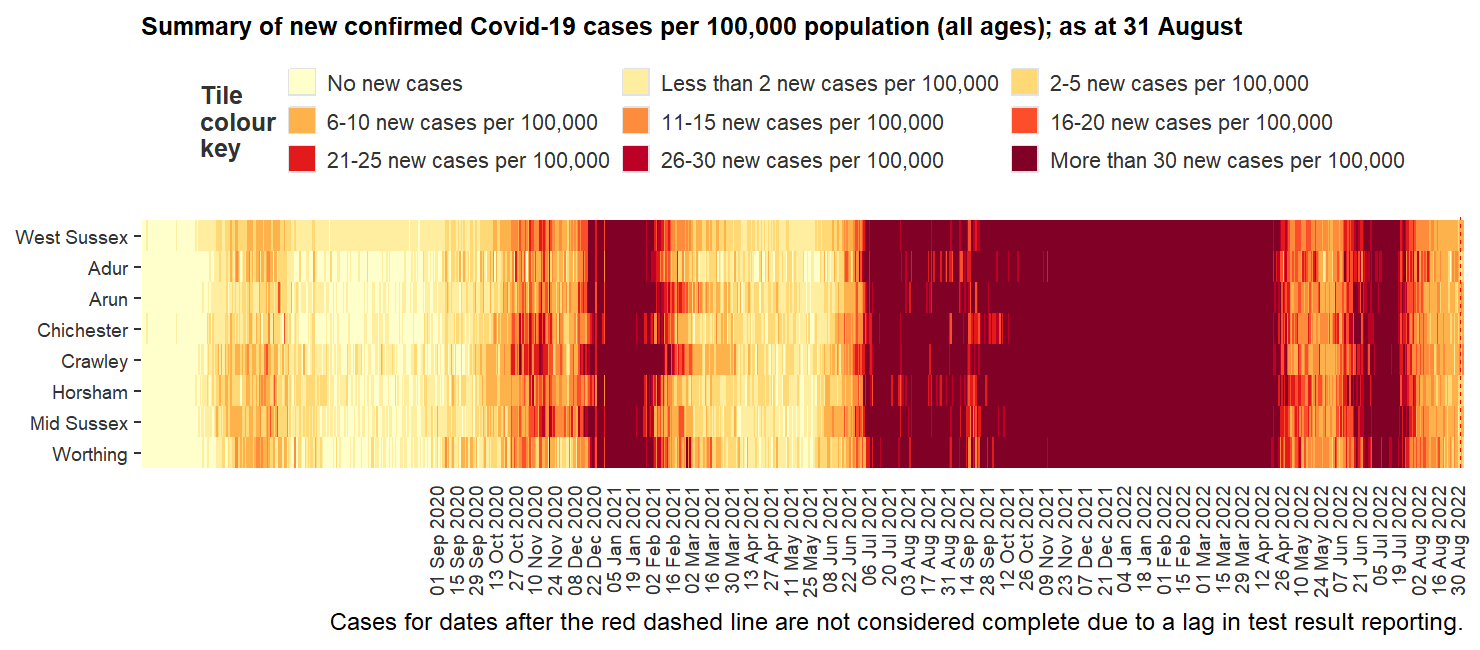 Summary of new confirmed Covid-19 cases per 100,000 population (all ages); as at 31 August
Tile
colour
key
No new cases
Less than 2 new cases per 100,000
2-5 new cases per 100,000
6-10 new cases per 100,000
11-15 new cases per 100,000
16-20 new cases per 100,000
21-25 new cases per 100,000
26-30 new cases per 100,000
More than 30 new cases per 100,000
West Sussex
Adur
Arun
Chichester
Crawley
Horsham
Mid Sussex
Worthing
01 Sep 2020
15 Sep 2020
29 Sep 2020
13 Oct 2020
27 Oct 2020
10 Nov 2020
24 Nov 2020
08 Dec 2020
22 Dec 2020
05 Jan 2021
19 Jan 2021
02 Feb 2021
16 Feb 2021
02 Mar 2021
16 Mar 2021
30 Mar 2021
13 Apr 2021
27 Apr 2021
11 May 2021
25 May 2021
08 Jun 2021
22 Jun 2021
06 Jul 2021
20 Jul 2021
03 Aug 2021
17 Aug 2021
31 Aug 2021
14 Sep 2021
28 Sep 2021
12 Oct 2021
26 Oct 2021
09 Nov 2021
23 Nov 2021
07 Dec 2021
21 Dec 2021
04 Jan 2022
18 Jan 2022
01 Feb 2022
15 Feb 2022
01 Mar 2022
15 Mar 2022
29 Mar 2022
12 Apr 2022
26 Apr 2022
10 May 2022
24 May 2022
07 Jun 2022
21 Jun 2022
05 Jul 2022
19 Jul 2022
02 Aug 2022
16 Aug 2022
30 Aug 2022
Cases for dates after the red dashed line are not considered complete due to a lag in test result reporting.